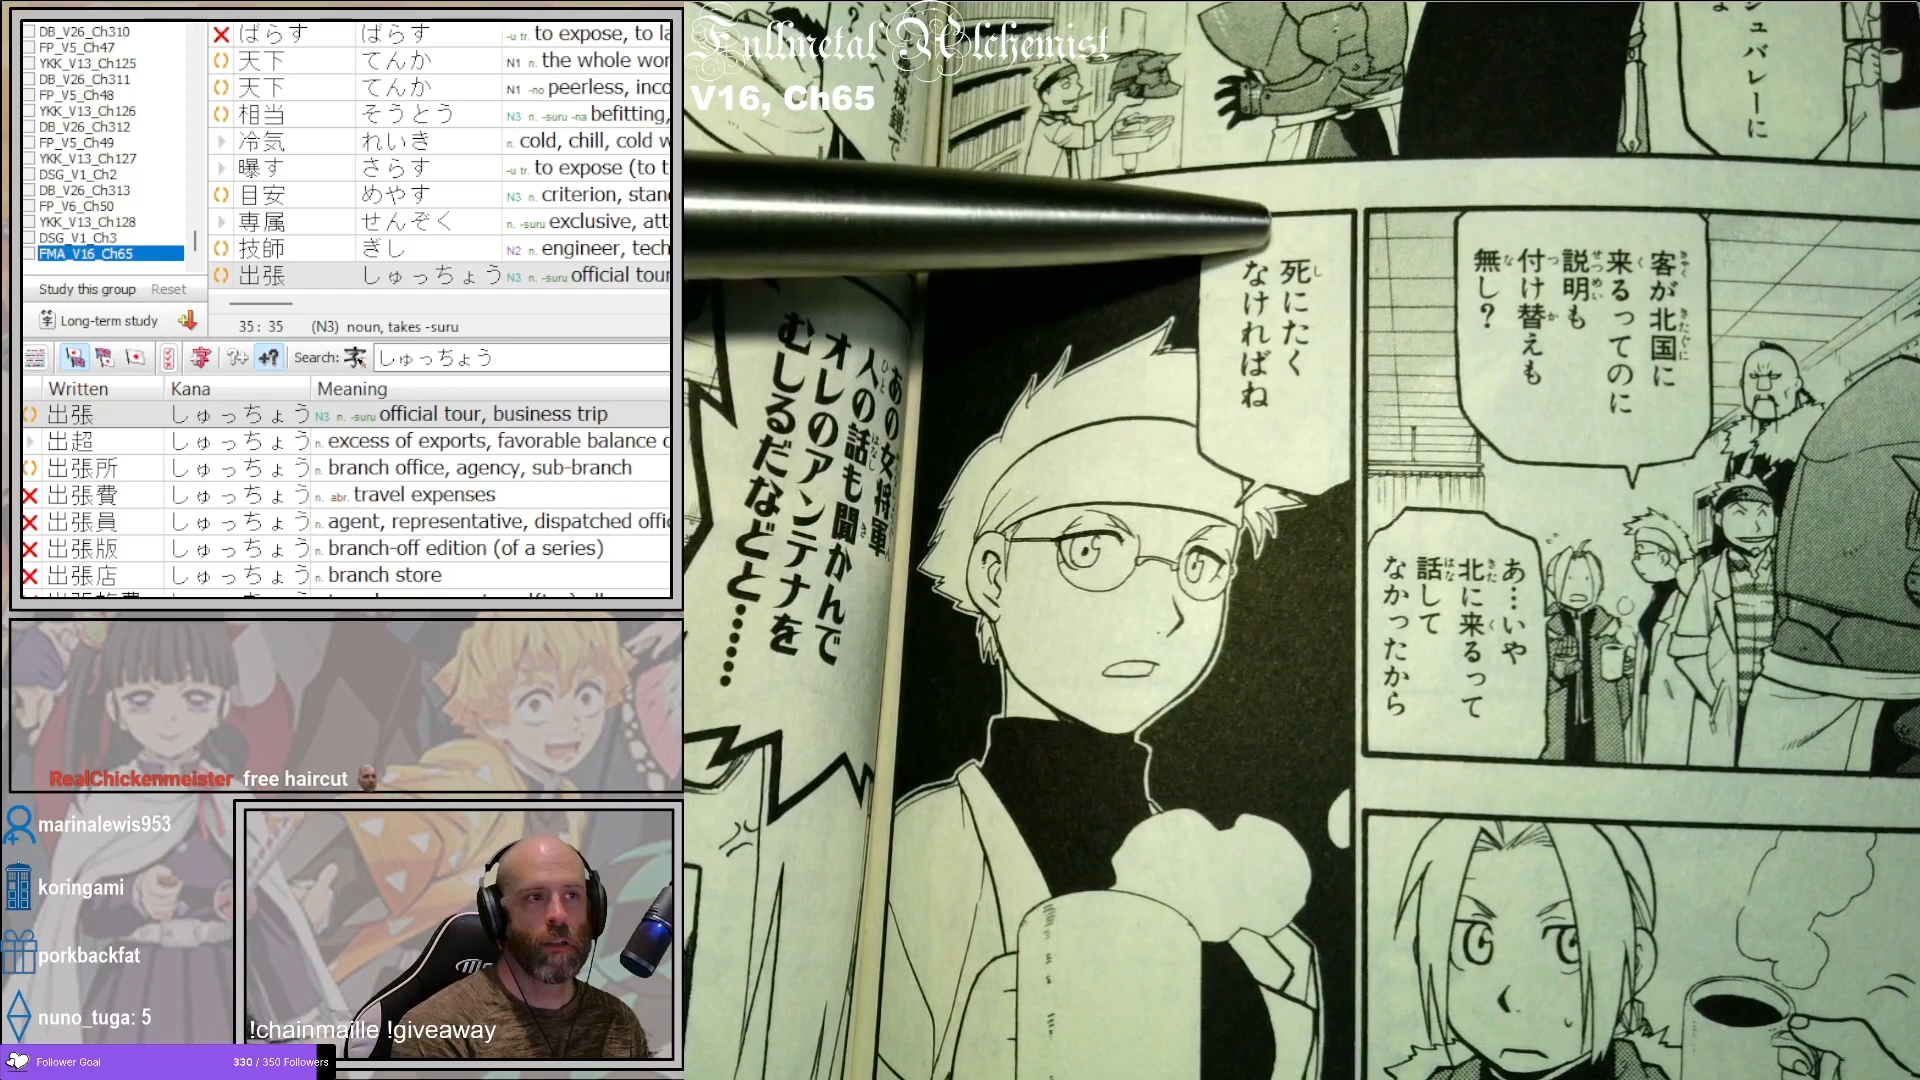 DB_V26_Ch310
FP_V5_Ch47
YKK_V13_Ch125
DB_V26_Ch311
FP_V5_Ch48
YKK_V13_Ch126
DB_V26_Ch312
FP_V5_Ch49
YKK_V13_Ch127
DSG_V1_Ch2
DB_V26_Ch313
FP_V6_Ch50
YKK_V13_Ch128
DSG_V1_Ch3
FMA_V16_Ch65
Study this group Reset
Long-term study
ばらす ばらす -u tr. to expose, to la
天下 てんか N1 n. the whole wor
天下 てんか N1 -no peerless, inco
相当 そうとう N3 n. -suru -na befitting,
冷気 れいき n. cold, chill, cold w
曝す さらす -u tr. to expose (to t
目安 めやす N3 n. criterion, stan
専属 せんぞく n. -suru exclusive, att
技師 ぎし N2 n. engineer, tech
出張 しゅっちょう N3 n. -suru official tour
35: 35 (N3) noun, takes -suru
Search: しゅっちょう
Written Kana Meaning
出張 しゅっちょう N3 n. -suru official tour, business trip
出超 しゅっちょう n. excess of exports, favorable balance o
出張所 しゅっちょう n. branch office, agency, sub-branch
出張費 しゅっちょう n. abr. travel expenses
出張員 しゅっちょう n. agent, representative, dispatched offic
出張版 しゅっちょう n. branch-off edition (of a series)
出張店 しゅっちょう n. branch store
RealChickenmeister free haircut
marinalewis953
koringami
porkbackfat
nuno_tuga: 5
!chainmaille !giveaway
Follower Goal 330 / 350 Followers
Fullmetal Alchemist
V16, Ch65
シュバレーに
客が北国に
来るってのに
説明も
付け替えも
無し?
あ…いや
北に来るって
話して
なかったから
死にたく
なければね
あの女将軍
人の話も聞かんで
オレのアンテナを
むしるだなどと……